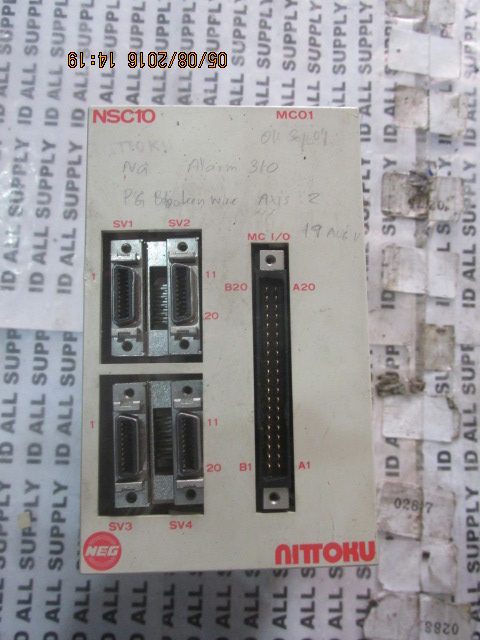 05/08/2016 14:19
NSC10 MC01
NG Alarm 310
PG Broken wire Axis 2
SV1 SV2
MC I/O
1 11
B20 A20
20
1 11
20
B1 A1
SV3 SV4
NEG
NITTOKU
ID ALL SUPPLY